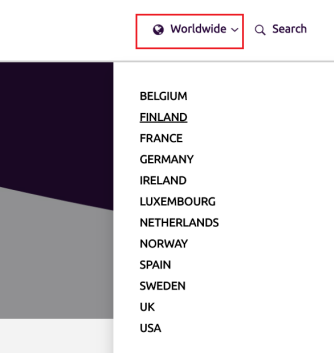 Worldwide Search
BELGIUM
FINLAND
FRANCE
GERMANY
IRELAND
LUXEMBOURG
NETHERLANDS
NORWAY
SPAIN
SWEDEN
UK
USA